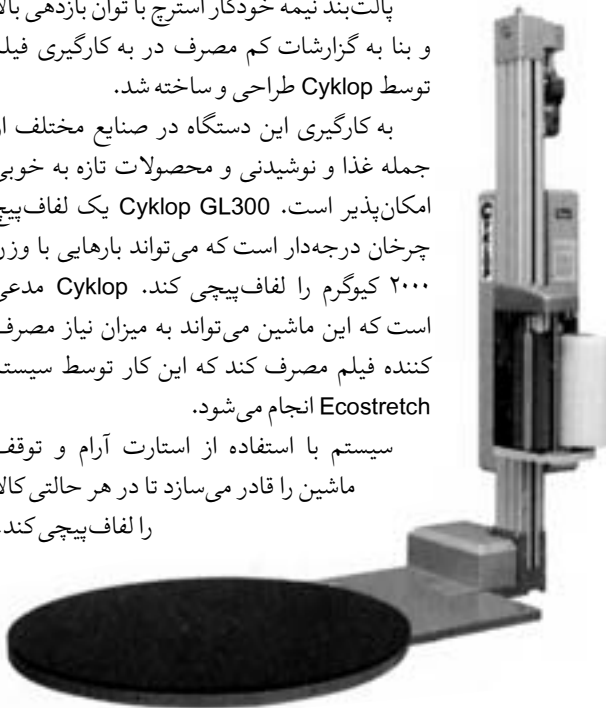 پالت‌بند نیمه خودکار استرچ با توان بازدهی بالا
و بنا به گزارشات کم مصرف در به کارگیری فیلم
توسط Cyklop طراحی و ساخته شد.
به کارگیری این دستگاه در صنایع مختلف از
جمله غذا و نوشیدنی و محصولات تازه به خوبی
امکان‌پذیر است. Cyklop GL300 یک لفاف‌پیچ
چرخان درجه‌دار است که می‌تواند بارهایی با وزن
۲۰۰۰ کیوگرم را لفاف‌پیچی کند. Cyklop مدعی
است که این ماشین می‌تواند به میزان نیاز مصرف
کننده فیلم مصرف کند که این کار توسط سیستم
Ecostretch انجام می‌شود.
سیستم با استفاده از استارت آرام و توقف
ماشین را قادر می‌سازد تا در هر حالتی کالا
را لفاف‌پیچی کند.